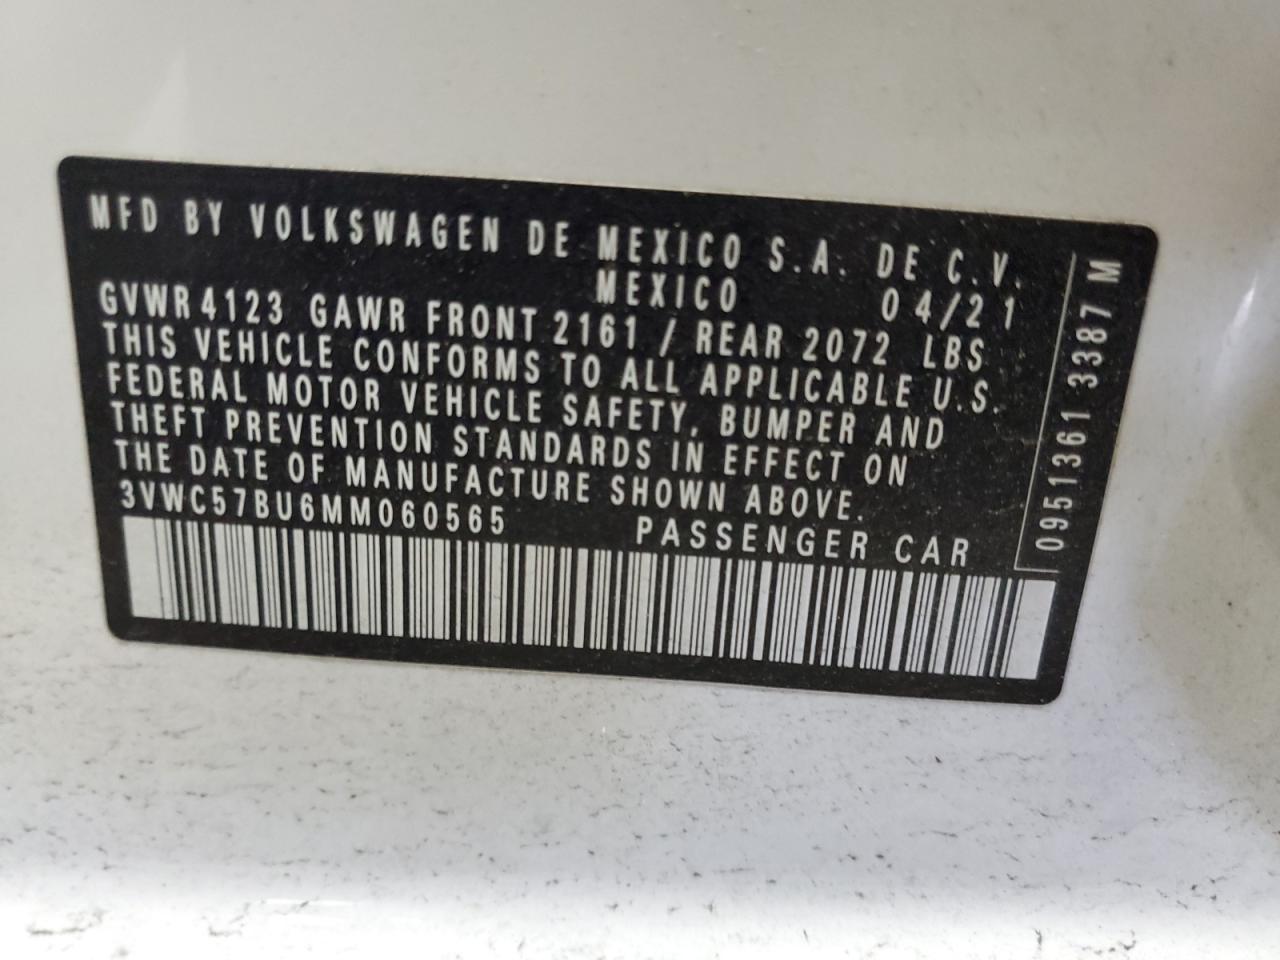 MFD BY VOLKSWAGEN DE MEXICO S.A. DE C.V.
MEXICO 04/21
GVWR 4123 GAWR FRONT 2161 / REAR 2072 LBS
THIS VEHICLE CONFORMS TO ALL APPLICABLE U.S.
FEDERAL MOTOR VEHICLE SAFETY, BUMPER AND
THEFT PREVENTION STANDARDS IN EFFECT ON
THE DATE OF MANUFACTURE SHOWN ABOVE.
3VWC57BU6MM060565 PASSENGER CAR
0951361 3387 M